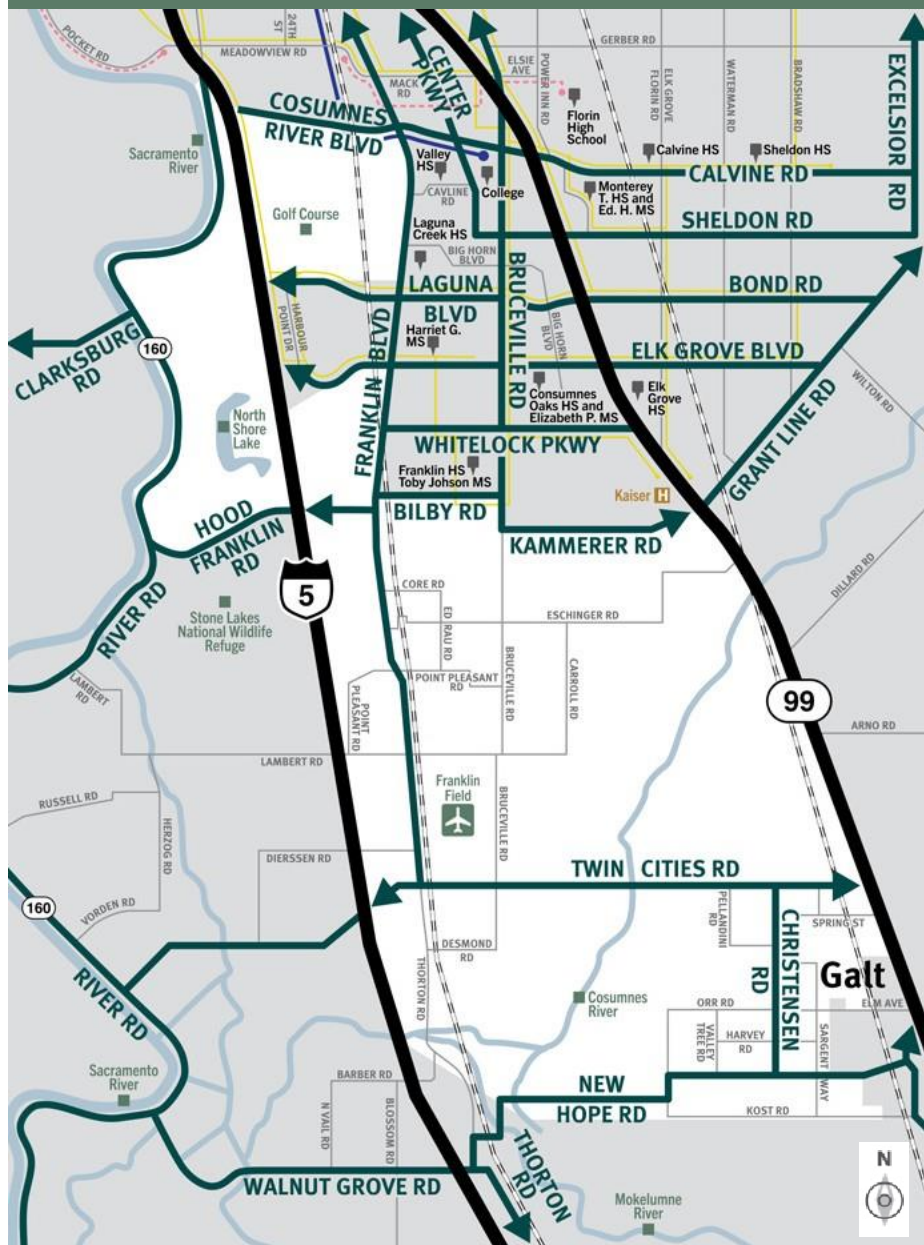 POCKET RD
24TH
ST
MEADOWVIEW RD
MACK
RD
CENTER
PKWY
ELSIE
AVE
POWER INN RD
GERBER RD
ELK GROVE
FLORIN RD
WATERMAN RD
BRADSHAW RD
EXCELSIOR
RD
COSUMNES
RIVER BLVD
Sacramento
River
Florin
High
School
Valley
HS
Calvine HS
Sheldon HS
CALVINE RD
CAVLINE
RD
College
Monterey
T. HS and
Ed. H. MS
Golf Course
Laguna
Creek HS
SHELDON RD
BIG HORN
BLVD
BRUCEVILLE RD
LAGUNA
BLVD
BOND RD
HARBOUR
POINT DR
FRANKLIN BLVD
Harriet G.
MS
BIG HORN
BLVD
CLARKSBURG
RD
160
ELK GROVE BLVD
WILTON RD
Consumnes
Oaks HS and
Elizabeth P. MS
Elk
Grove
HS
GRANT LINE RD
North
Shore
Lake
WHITELOCK PKWY
Franklin HS
Toby Johson MS
Kaiser H
BILBY RD
HOOD
FRANKLIN
RD
KAMMERER RD
RIVER RD
5
CORE RD
ED RAU RD
ESCHINGER RD
DILLARD RD
Stone Lakes
National Wildlife
Refuge
LAMBERT
RD
POINT
PLEASANT RD
POINT PLEASANT
RD
BRUCEVILLE RD
CARROLL RD
99
ARNO RD
LAMBERT RD
RUSSELL RD
HERZOG RD
Franklin
Field
BRUCEVILLE RD
DIERSSEN RD
TWIN CITIES RD
160
VORDEN RD
PELLANDINI
RD
CHRISTENSEN
RD
SPRING ST
DESMOND
RD
THORTON RD
Galt
RIVER RD
Cosumnes
River
ORR RD
ELM AVE
VALLEY
TREE RD
HARVEY
RD
SARGENT WAY
Sacramento
River
BARBER RD
N VAIL RD
BLOSSOM RD
NEW
HOPE RD
KOST RD
THORTON
RD
WALNUT GROVE RD
Mokelumne
River
N